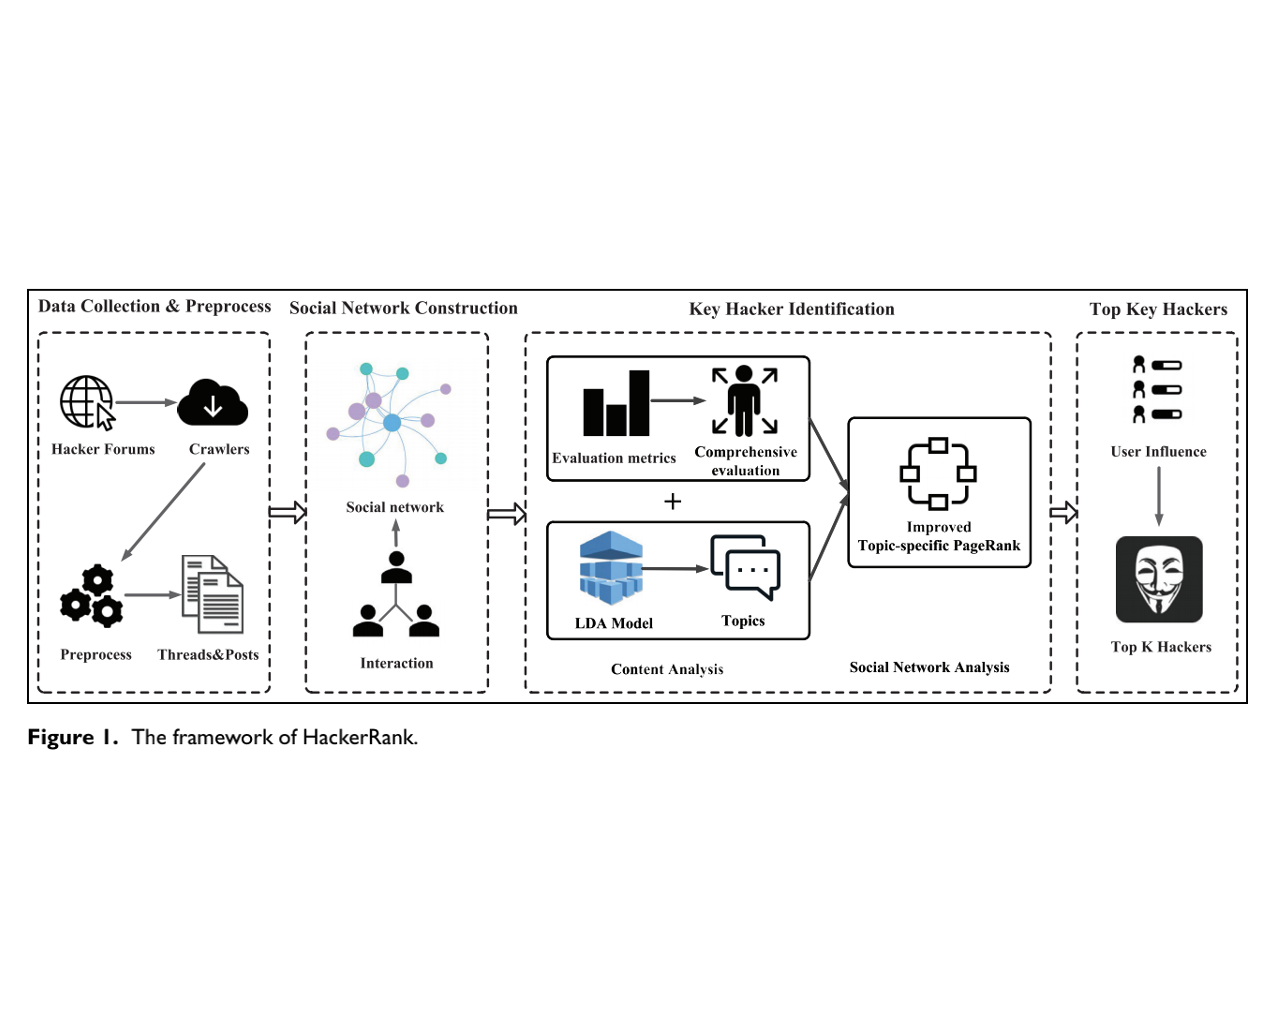 Data Collection & Preprocess
Social Network Construction
Key Hacker Identification
Top Key Hackers
Hacker Forums
Crawlers
Preprocess
Threads&Posts
Social network
Interaction
Evaluation metrics
Comprehensive
evaluation
+
LDA Model
Topics
Content Analysis
Improved
Topic-specific PageRank
Social Network Analysis
User Influence
Top K Hackers
Figure 1. The framework of HackerRank.